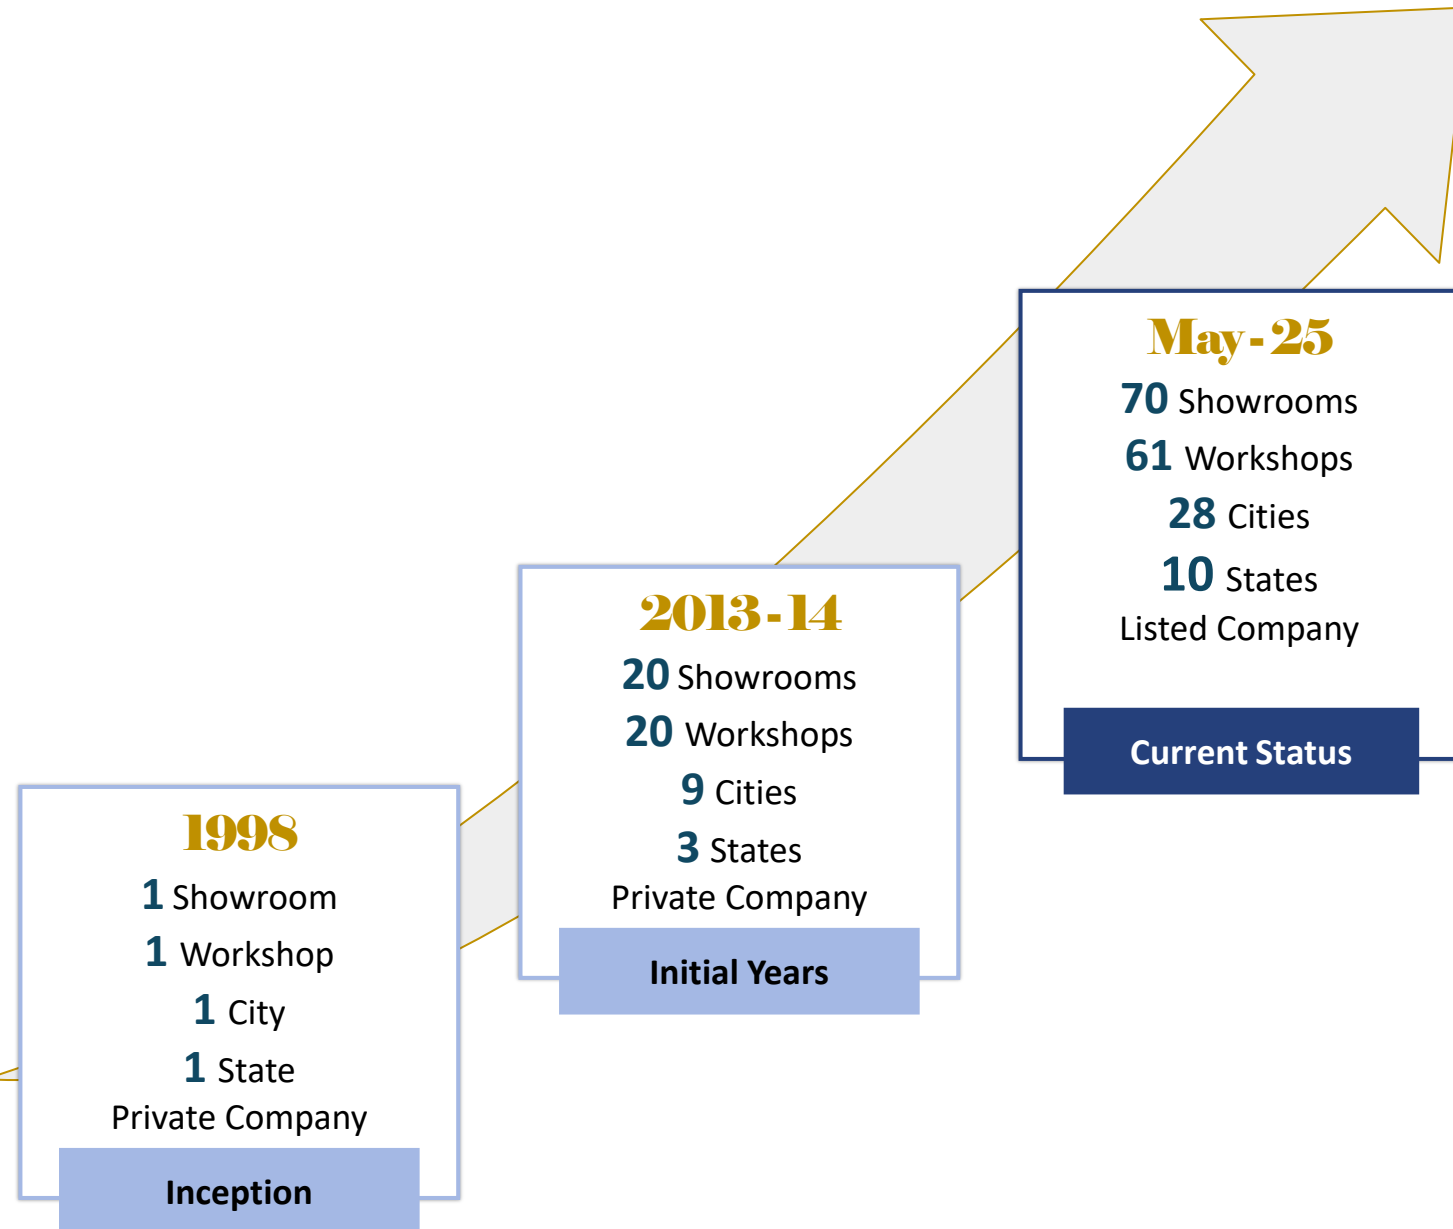 1998
1 Showroom
1 Workshop
1 City
1 State
Private Company
Inception
2013-14
20 Showrooms
20 Workshops
9 Cities
3 States
Private Company
Initial Years
May-25
70 Showrooms
61 Workshops
28 Cities
10 States
Listed Company
Current Status